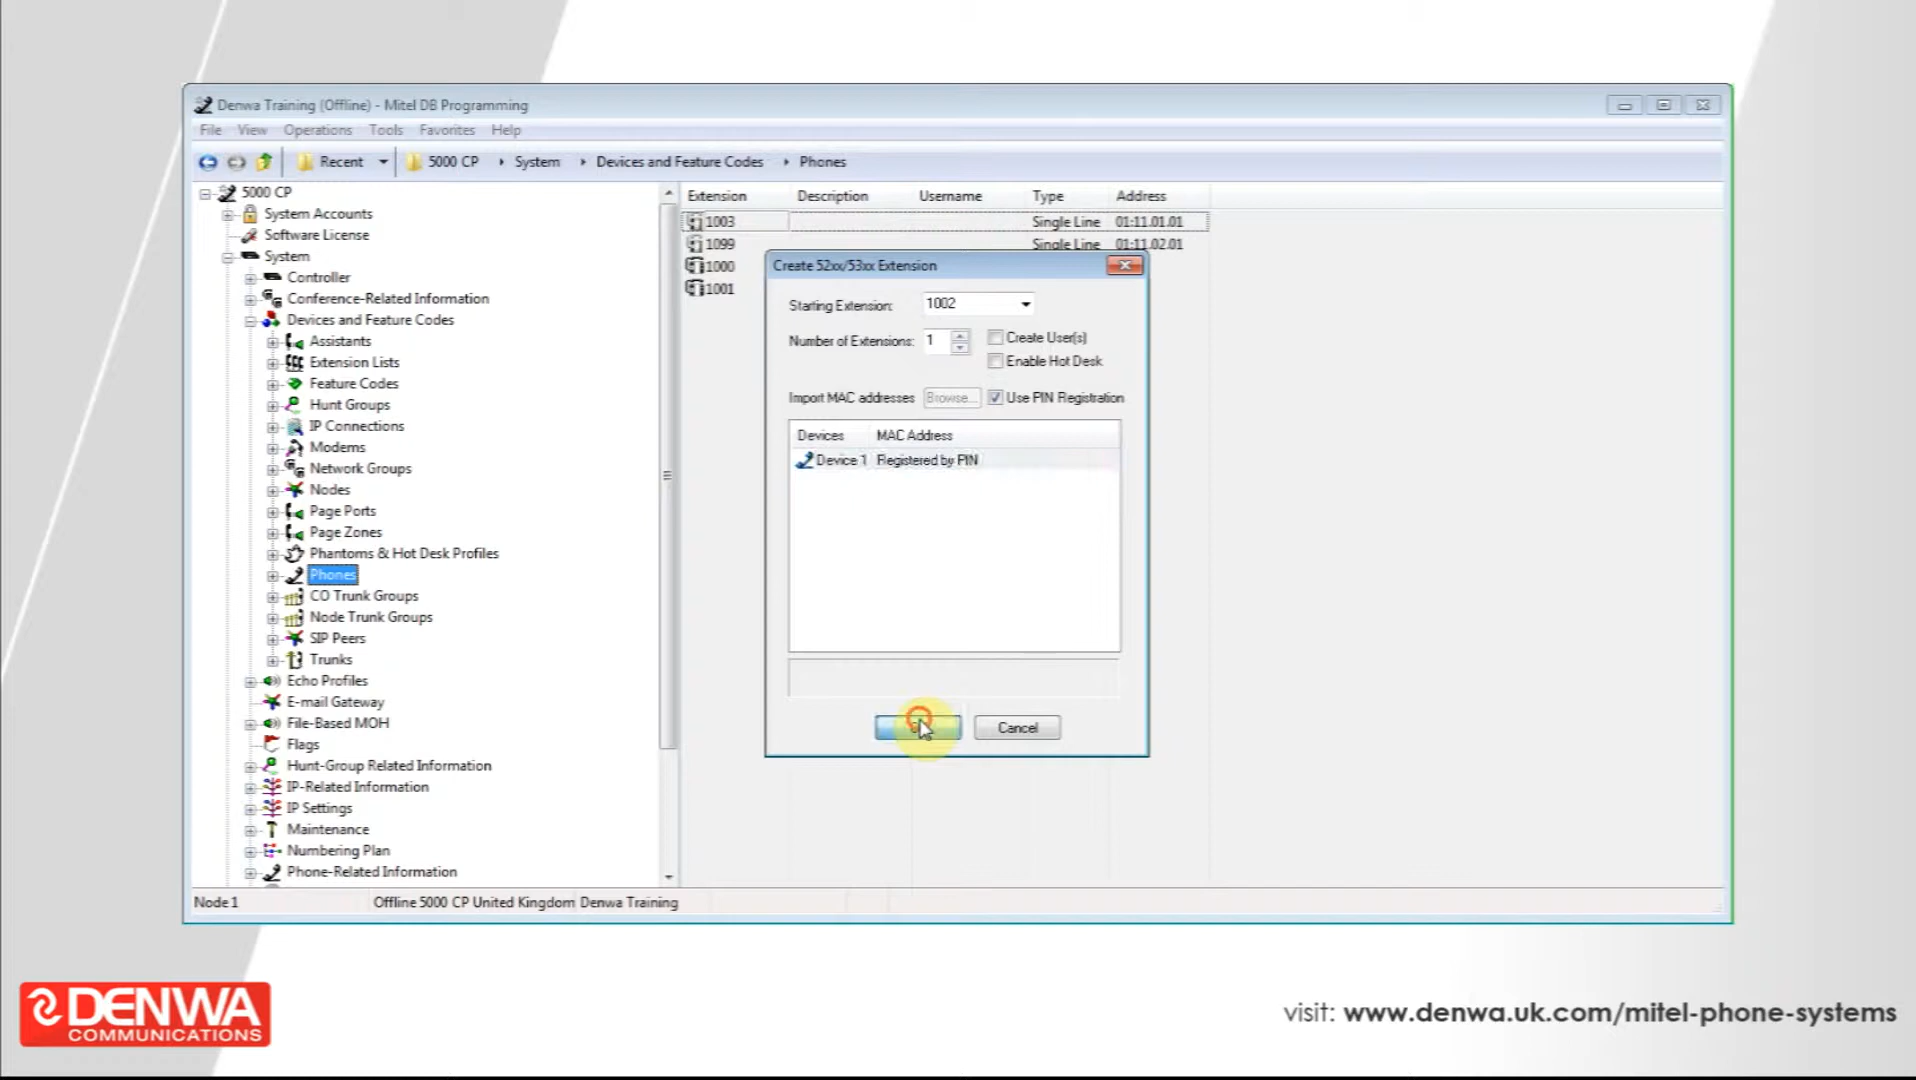 Denwa Training (Offline) - Mitel DB Programming
File View Operations Tools Favorites Help
Recent 5000 CP System Devices and Feature Codes Phones
5000 CP
System Accounts
Software License
System
Controller
Conference-Related Information
Devices and Feature Codes
Assistants
Extension Lists
Feature Codes
Hunt Groups
IP Connections
Modems
Network Groups
Nodes
Page Ports
Page Zones
Phantoms & Hot Desk Profiles
Phones
CO Trunk Groups
Node Trunk Groups
SIP Peers
Trunks
Echo Profiles
E-mail Gateway
File-Based MOH
Flags
Hunt-Group Related Information
IP-Related Information
IP Settings
Maintenance
Numbering Plan
Phone-Related Information
Extension Description Username Type Address
1003 Single Line 01:11.01.01
1099 Single Line 01:11.02.01
1000
1001
Create 52xx/53xx Extension
Starting Extension: 1002
Number of Extensions: 1 Create User(s)
Enable Hot Desk
Import MAC addresses Browse... Use PIN Registration
Devices MAC Address
Device 1 Registered by PIN
Cancel
Node 1 Offline 5000 CP United Kingdom Denwa Training
DENWA
COMMUNICATIONS
visit: www.denwa.uk.com/mitel-phone-systems